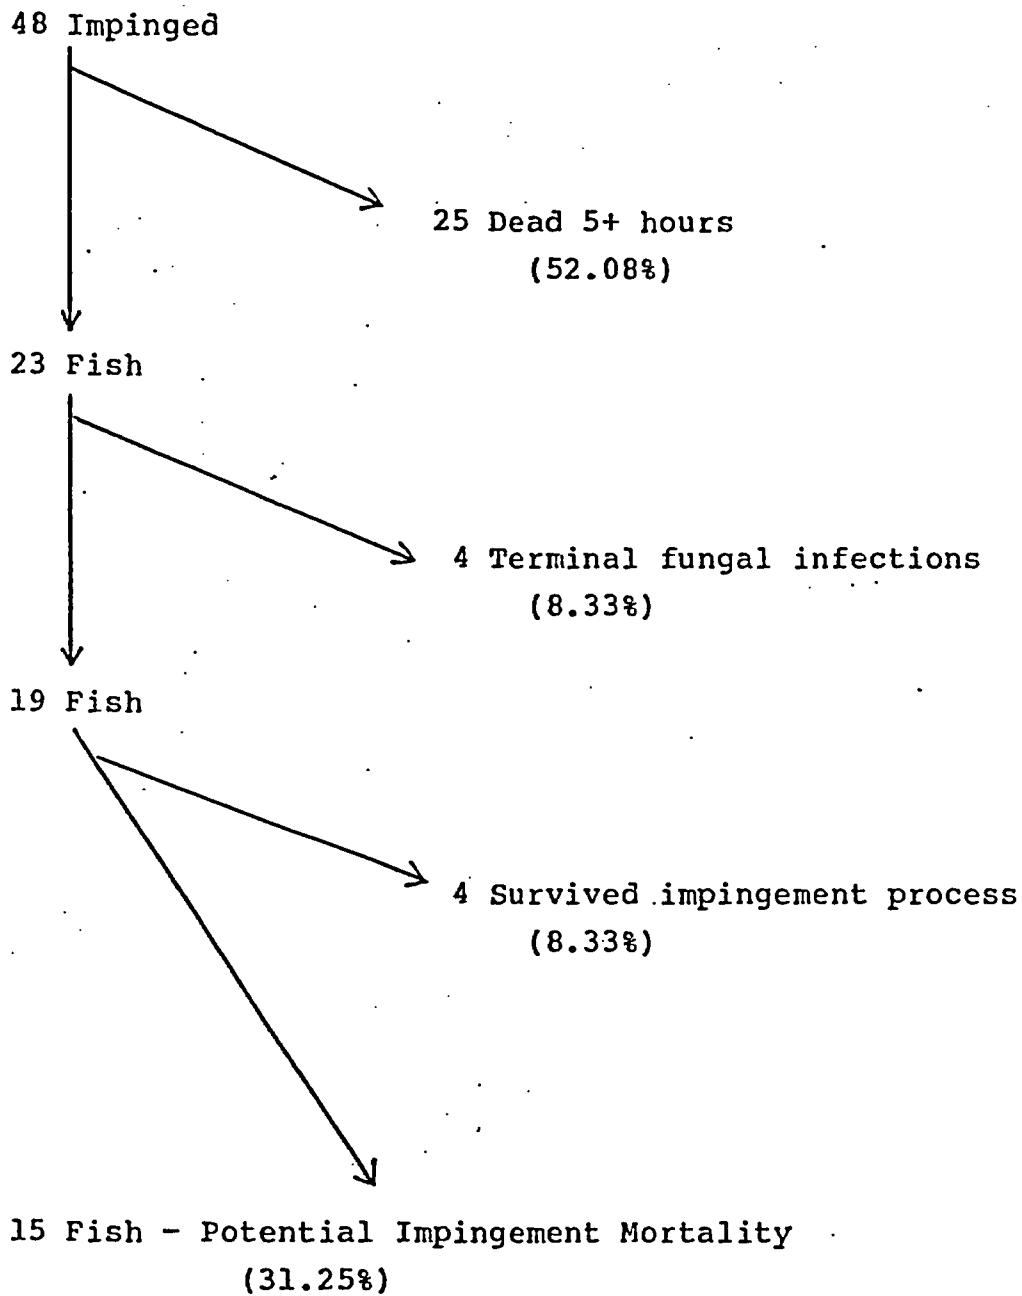 48 Impinged
25 Dead 5+ hours
(52.08%)
23 Fish
4 Terminal fungal infections
(8.33%)
19 Fish
4 Survived impingement process
(8.33%)
15 Fish - Potential Impingement Mortality
(31.25%)